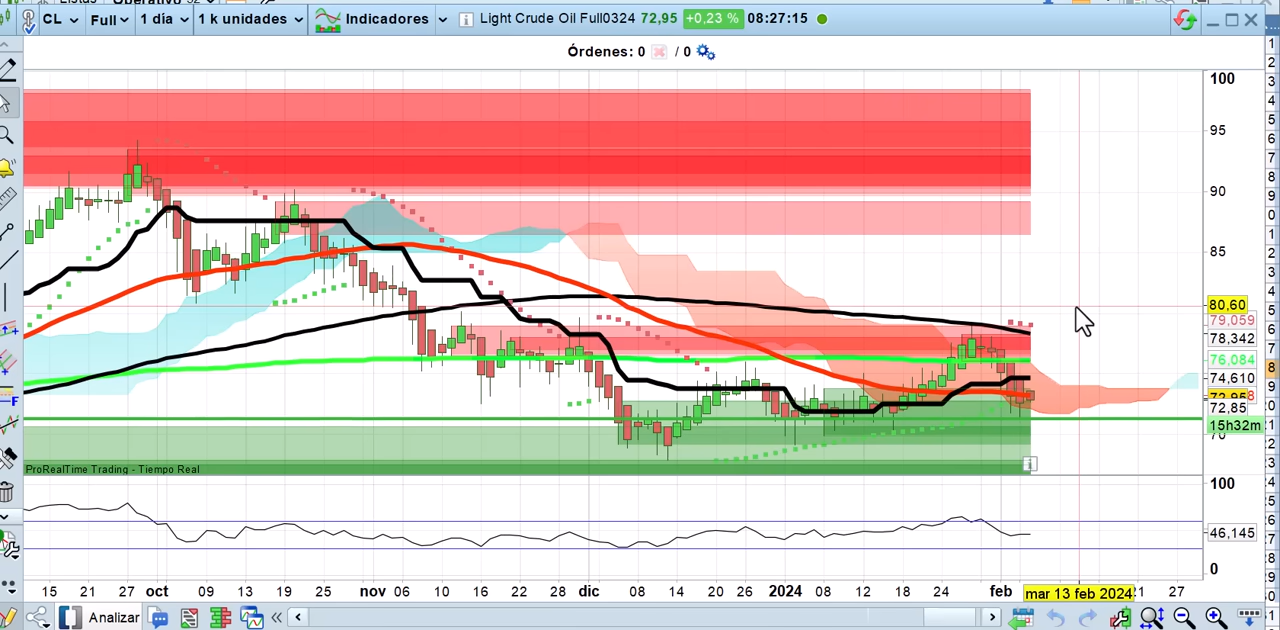 Listas
Operativo
CL Full 1 dia 1 k unidades Indicadores i Light Crude Oil Full0324 72,95 +0,23 % 08:27:15
Órdenes: 0 / 0
100
95
90
85
80.60
79,059
78,342
76,084
74,610
72,85
15h32m
70
ProRealTime Trading - Tiempo Real
i
100
46,145
0
15 21 27 oct 09 13 19 25 nov 06 10 16 22 28 dic 08 14 20 26 2024 08 12 18 24 feb mar 13 feb 2024 27
Analizar